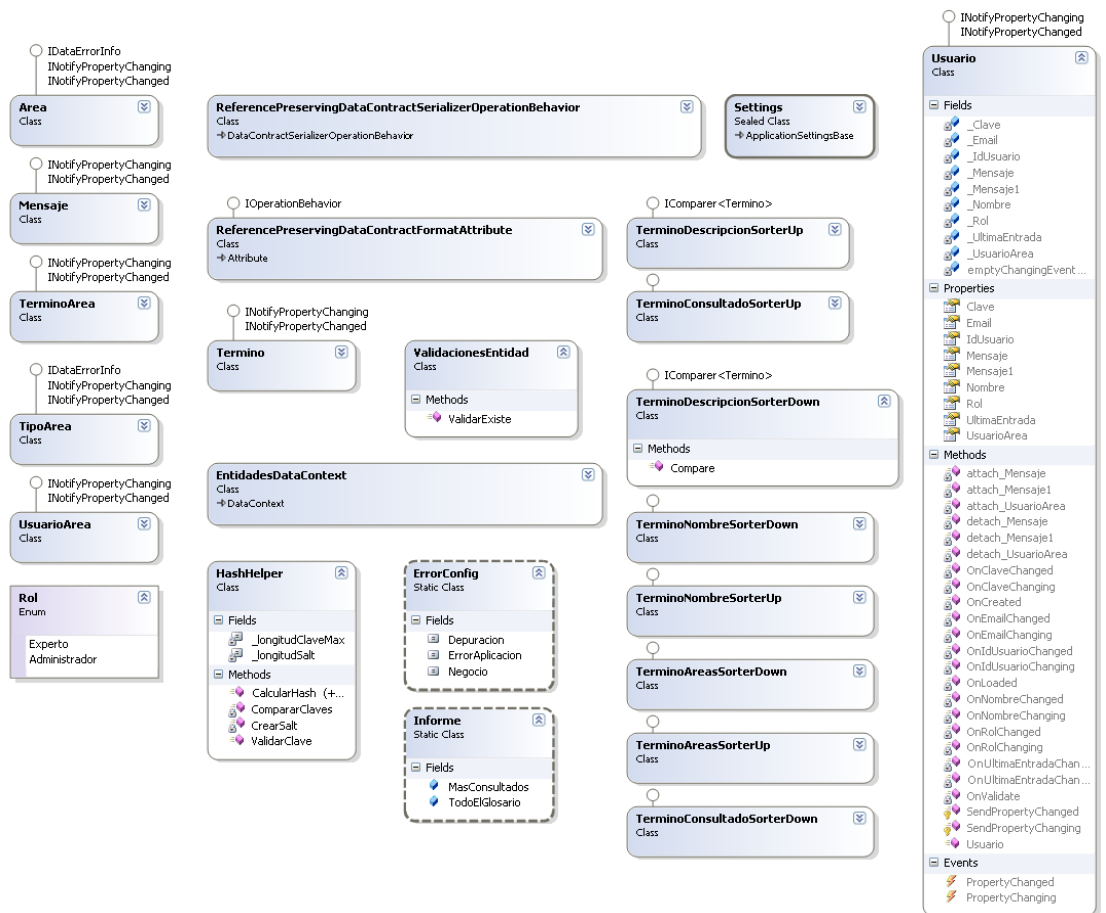 IDataErrorInfo
INotifyPropertyChanging
INotifyPropertyChanged
Area
Class
INotifyPropertyChanging
INotifyPropertyChanged
Mensaje
Class
INotifyPropertyChanging
INotifyPropertyChanged
TerminoArea
Class
IDataErrorInfo
INotifyPropertyChanging
INotifyPropertyChanged
TipoArea
Class
INotifyPropertyChanging
INotifyPropertyChanged
UsuarioArea
Class
Rol
Enum
Experto
Administrador
ReferencePreservingDataContractSerializerOperationBehavior
Class
DataContractSerializerOperationBehavior
IOperationBehavior
ReferencePreservingDataContractFormatAttribute
Class
Attribute
INotifyPropertyChanging
INotifyPropertyChanged
Termino
Class
ValidacionesEntidad
Class
Methods
ValidarExiste
EntidadesDataContext
Class
DataContext
HashHelper
Class
Fields
_longitudClaveMax
_longitudSalt
Methods
CalcularHash (+...
CompararClaves
CrearSalt
ValidarClave
ErrorConfig
Static Class
Fields
Depuracion
ErrorAplicacion
Negocio
Informe
Static Class
Fields
MasConsultados
TodoElGlosario
Settings
Sealed Class
ApplicationSettingsBase
IComparer<Termino>
TerminoDescripcionSorterUp
Class
TerminoConsultadoSorterUp
Class
IComparer<Termino>
TerminoDescripcionSorterDown
Class
Methods
Compare
TerminoNombreSorterDown
Class
TerminoNombreSorterUp
Class
TerminoAreasSorterDown
Class
TerminoAreasSorterUp
Class
TerminoConsultadoSorterDown
Class
INotifyPropertyChanging
INotifyPropertyChanged
Usuario
Class
Fields
_Clave
_Email
_IdUsuario
_Mensaje
_Mensaje1
_Nombre
_Rol
_UltimaEntrada
_UsuarioArea
emptyChangingEvent...
Properties
Clave
Email
IdUsuario
Mensaje
Mensaje1
Nombre
Rol
UltimaEntrada
UsuarioArea
Methods
attach_Mensaje
attach_Mensaje1
attach_UsuarioArea
detach_Mensaje
detach_Mensaje1
detach_UsuarioArea
OnClaveChanged
OnClaveChanging
OnCreated
OnEmailChanged
OnEmailChanging
OnIdUsuarioChanged
OnIdUsuarioChanging
OnLoaded
OnNombreChanged
OnNombreChanging
OnRolChanged
OnRolChanging
OnUltimaEntradaChan...
OnUltimaEntradaChan...
OnValidate
SendPropertyChanged
SendPropertyChanging
Usuario
Events
PropertyChanged
PropertyChanging